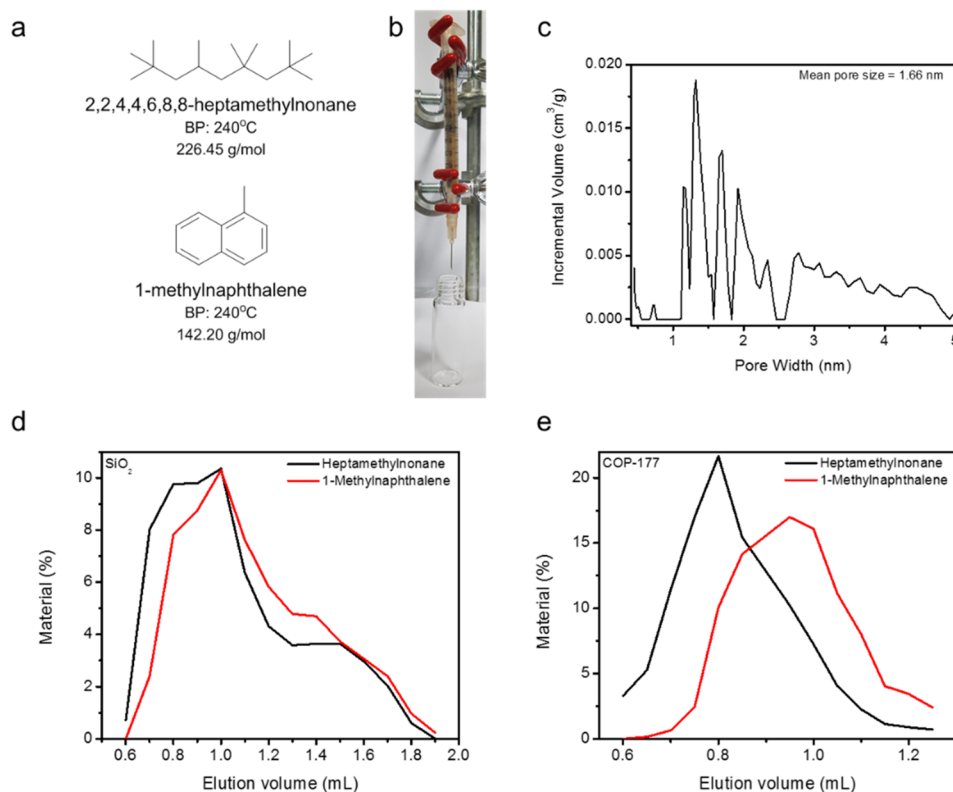 a
2,2,4,4,6,8,8-heptamethylnonane
BP: 240°C
226.45 g/mol
1-methylnaphthalene
BP: 240°C
142.20 g/mol
b
c
Mean pore size = 1.66 nm
Incremental Volume (cm³/g)
0.020
0.015
0.010
0.005
0.000
1 2 3 4 5
Pore Width (nm)
d
SiO₂
Heptamethylnonane
1-Methylnaphthalene
Material (%)
10
8
6
4
2
0
0.6 0.8 1.0 1.2 1.4 1.6 1.8 2.0
Elution volume (mL)
e
COP-177
Heptamethylnonane
1-Methylnaphthalene
Material (%)
20
15
10
5
0
0.6 0.8 1.0 1.2
Elution volume (mL)